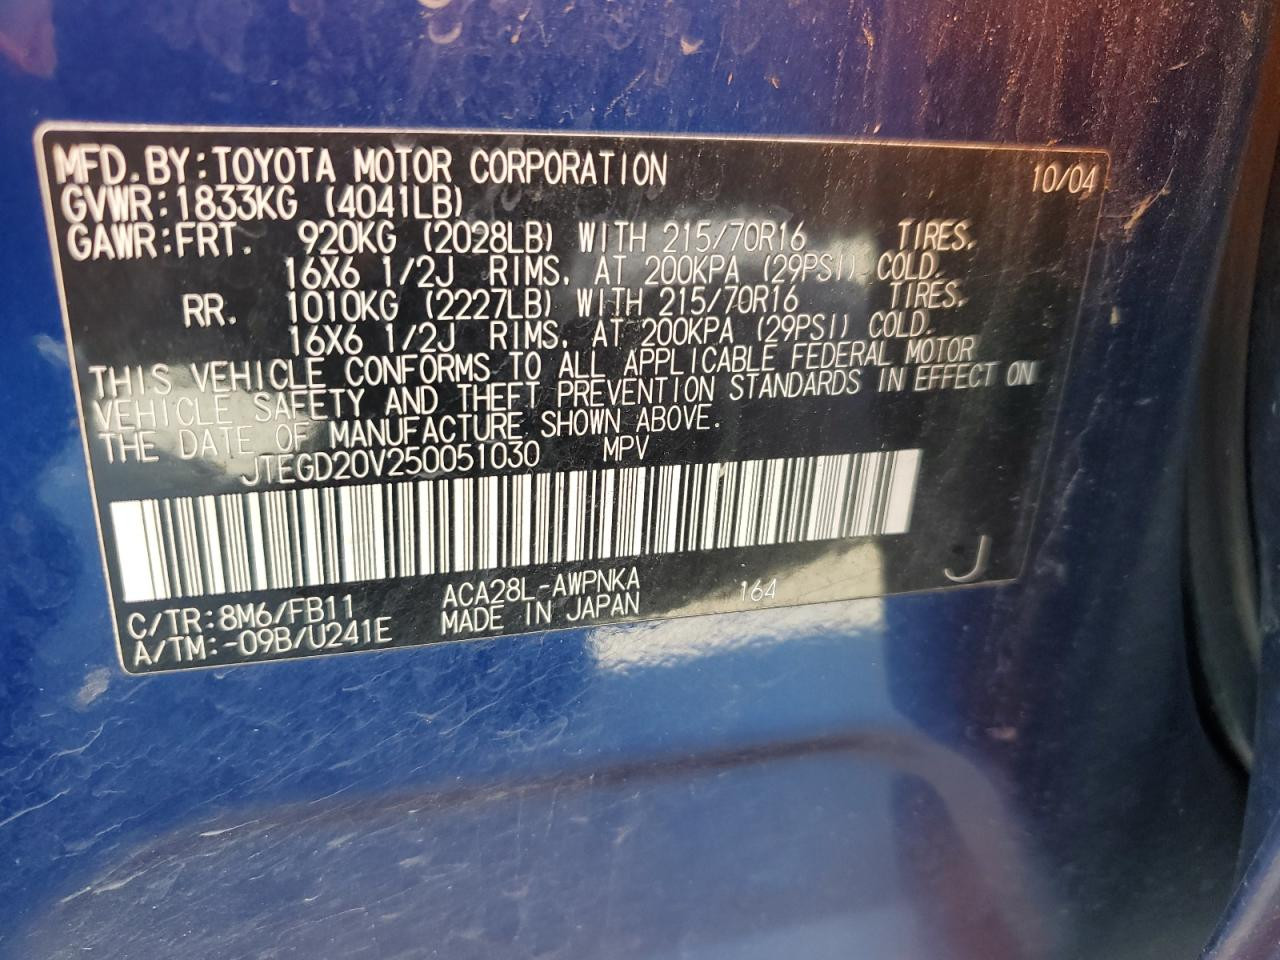 MFD. BY: TOYOTA MOTOR CORPORATION 10/04
GVWR: 1833KG (4041LB)
GAWR: FRT. 920KG (2028LB) WITH 215/70R16 TIRES,
16X6 1/2J RIMS, AT 200KPA (29PSI) COLD.
RR. 1010KG (2227LB) WITH 215/70R16 TIRES,
16X6 1/2J RIMS, AT 200KPA (29PSI) COLD.
THIS VEHICLE CONFORMS TO ALL APPLICABLE FEDERAL MOTOR
VEHICLE SAFETY AND THEFT PREVENTION STANDARDS IN EFFECT ON
THE DATE OF MANUFACTURE SHOWN ABOVE.
JTEGD20V250051030 MPV
C/TR: 8M6/FB11 ACA28L-AWPNKA 164 J
A/TM: -09B/U241E MADE IN JAPAN